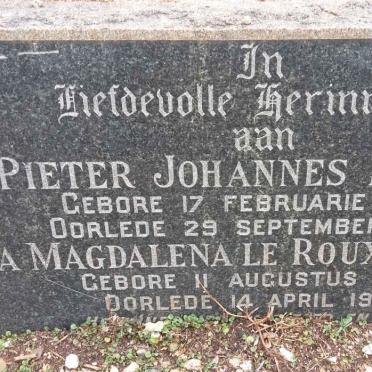 In
Liefdevolle Herinn
aan
PIETER JOHANNES
GEBORE 17 FEBRUARIE
OORLEDE 29 SEPTEMBER
A MAGDALENA LE ROUX
GEBORE 11 AUGUSTUS
OORLEDE 14 APRIL 19